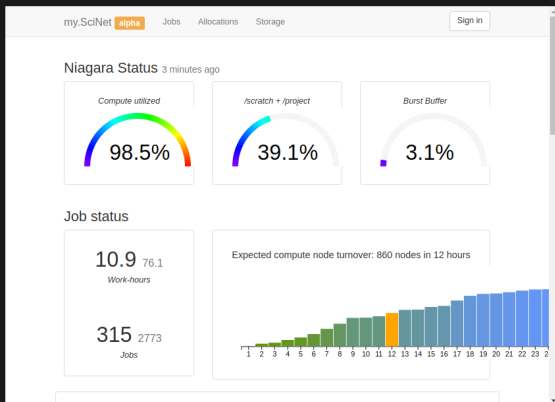 my.SciNet alpha Jobs Allocations Storage Sign in
Niagara Status 3 minutes ago
Compute utilized
98.5%
/scratch + /project
39.1%
Burst Buffer
3.1%
Job status
10.9 76.1
Work-hours
315 2773
Jobs
Expected compute node turnover: 860 nodes in 12 hours
1 2 3 4 5 6 7 8 9 10 11 12 13 14 15 16 17 18 19 20 21 22 23